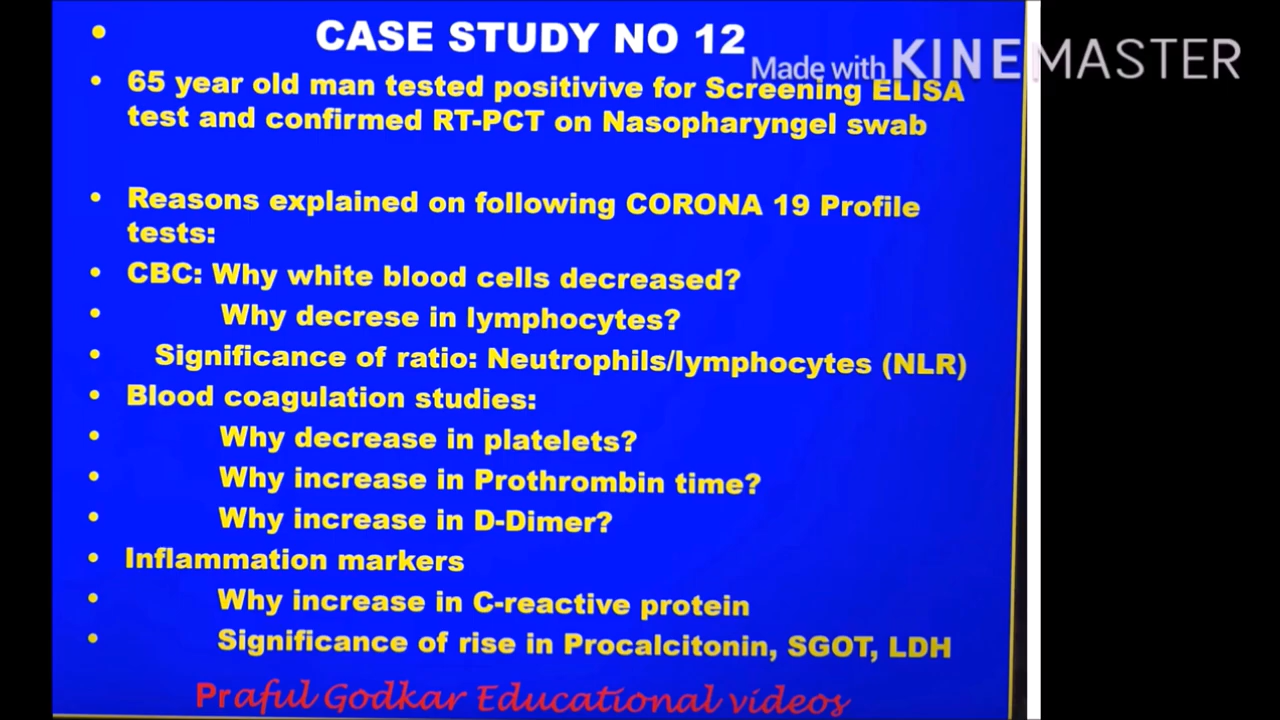 • CASE STUDY NO 12
Made with KINEMASTER
• 65 year old man tested positivive for Screening ELISA
test and confirmed RT-PCT on Nasopharyngel swab
• Reasons explained on following CORONA 19 Profile
tests:
• CBC: Why white blood cells decreased?
• Why decrese in lymphocytes?
• Significance of ratio: Neutrophils/lymphocytes (NLR)
• Blood coagulation studies:
• Why decrease in platelets?
• Why increase in Prothrombin time?
• Why increase in D-Dimer?
• Inflammation markers
• Why increase in C-reactive protein
• Significance of rise in Procalcitonin, SGOT, LDH
Praful Godkar Educational videos